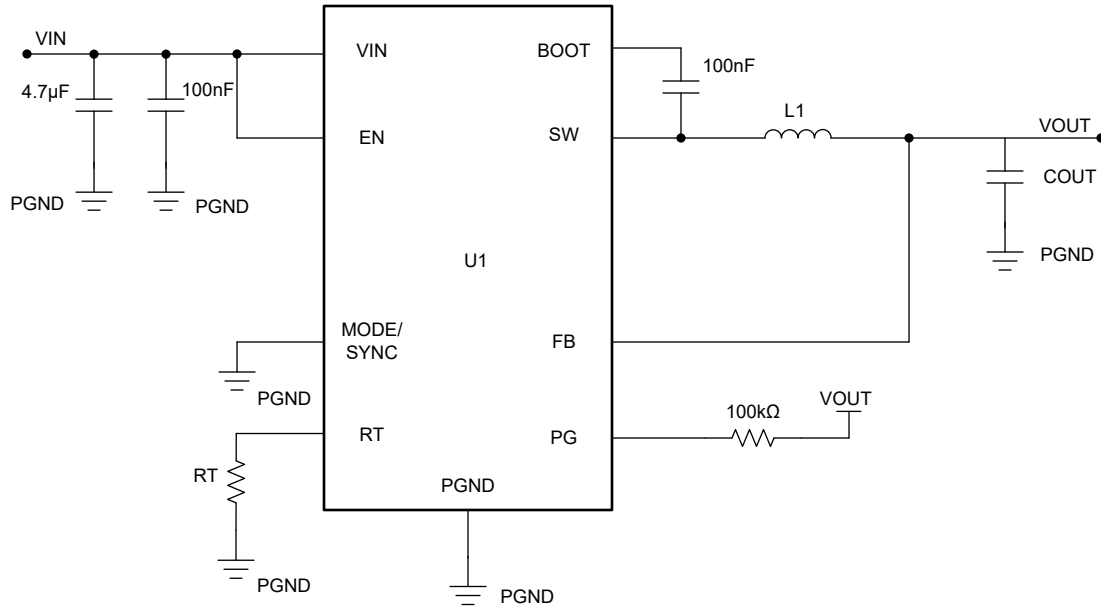 VIN
VIN
BOOT
100nF
4.7µF
100nF
L1
EN
SW
VOUT
COUT
PGND
PGND
PGND
U1
MODE/
SYNC
FB
PGND
100kΩ
VOUT
RT
PG
RT
PGND
PGND
PGND